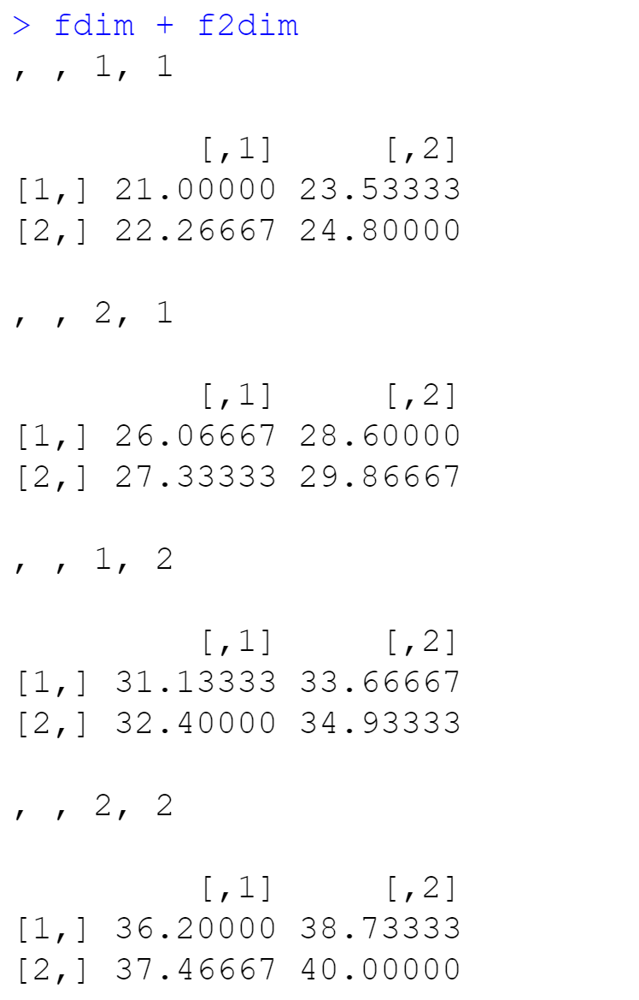 > fdim + f2dim
, , 1, 1
[,1] [,2]
[1,] 21.00000 23.53333
[2,] 22.26667 24.80000
, , 2, 1
[,1] [,2]
[1,] 26.06667 28.60000
[2,] 27.33333 29.86667
, , 1, 2
[,1] [,2]
[1,] 31.13333 33.66667
[2,] 32.40000 34.93333
, , 2, 2
[,1] [,2]
[1,] 36.20000 38.73333
[2,] 37.46667 40.00000